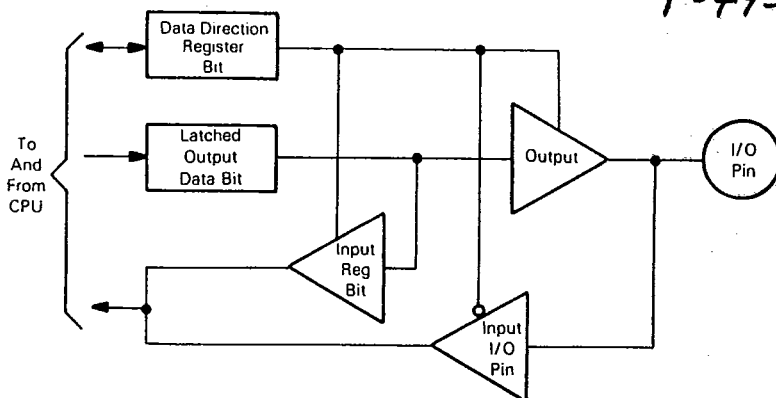 Data Direction
Register
Bit
To
And
From
CPU
Latched
Output
Data Bit
Output
I/O
Pin
Input
Reg
Bit
Input
I/O
Pin